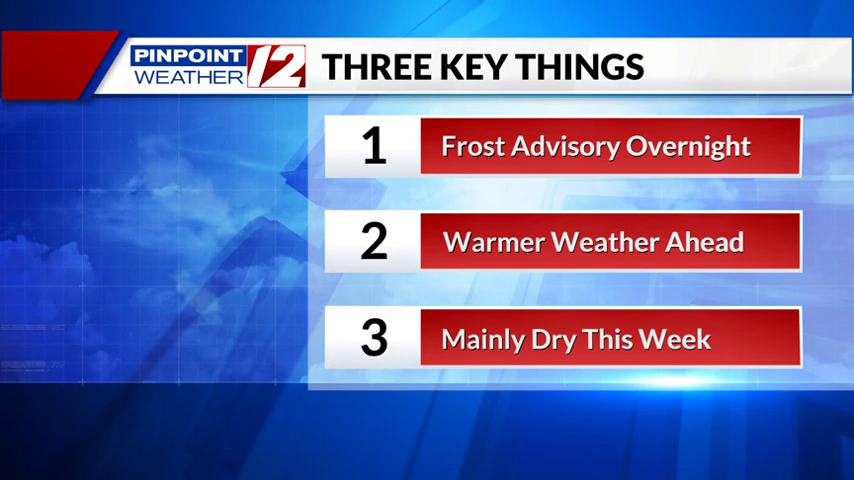 PINPOINT
WEATHER 12
THREE KEY THINGS
1 Frost Advisory Overnight
2 Warmer Weather Ahead
3 Mainly Dry This Week